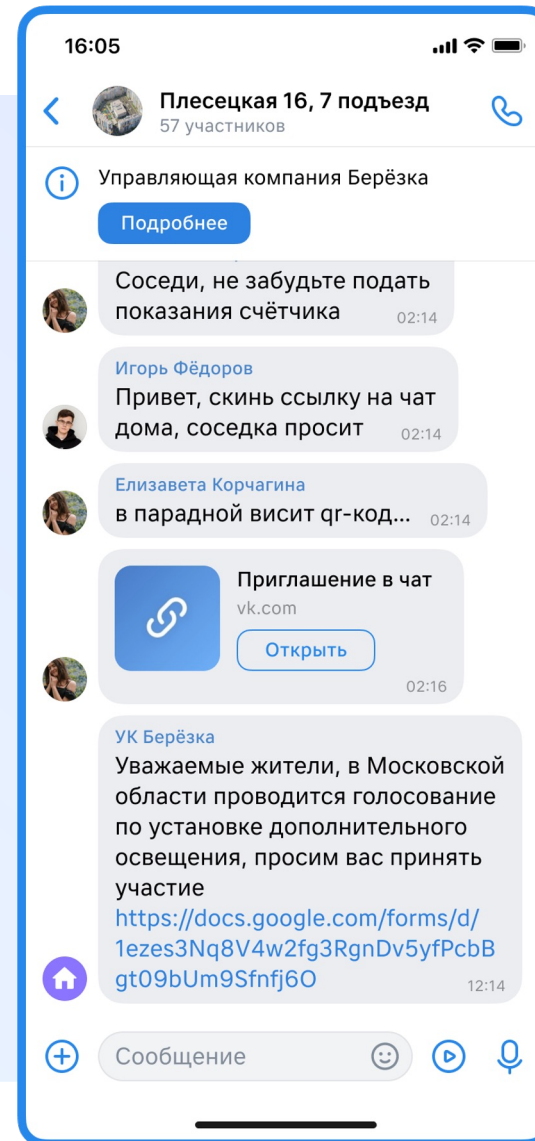 16:05
Плесецкая 16, 7 подъезд
57 участников
Управляющая компания Берёзка
Подробнее
Соседи, не забудьте подать
показания счётчика 02:14
Игорь Фёдоров
Привет, скинь ссылку на чат
дома, соседка просит 02:14
Елизавета Корчагина
в парадной висит qr-код... 02:14
Приглашение в чат
vk.com
Открыть
02:16
УК Берёзка
Уважаемые жители, в Московской
области проводится голосование
по установке дополнительного
освещения, просим вас принять
участие
https://docs.google.com/forms/d/
1ezes3Nq8V4w2fg3RgnDv5yfPcbB
gt09bUm9Sfnfj6O 12:14
Сообщение